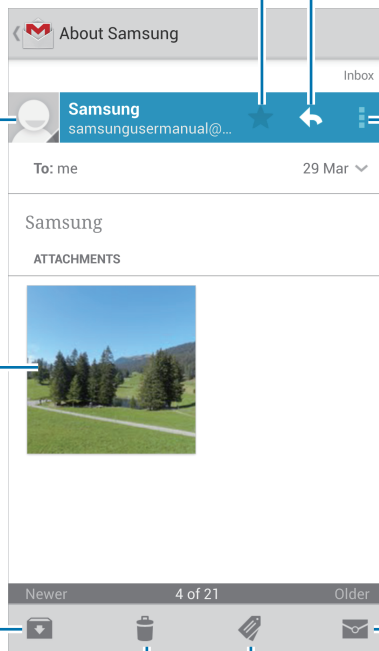 About Samsung
Inbox
Samsung
samsungusermanual@...
To: me 29 Mar
Samsung
ATTACHMENTS
Newer 4 of 21 Older